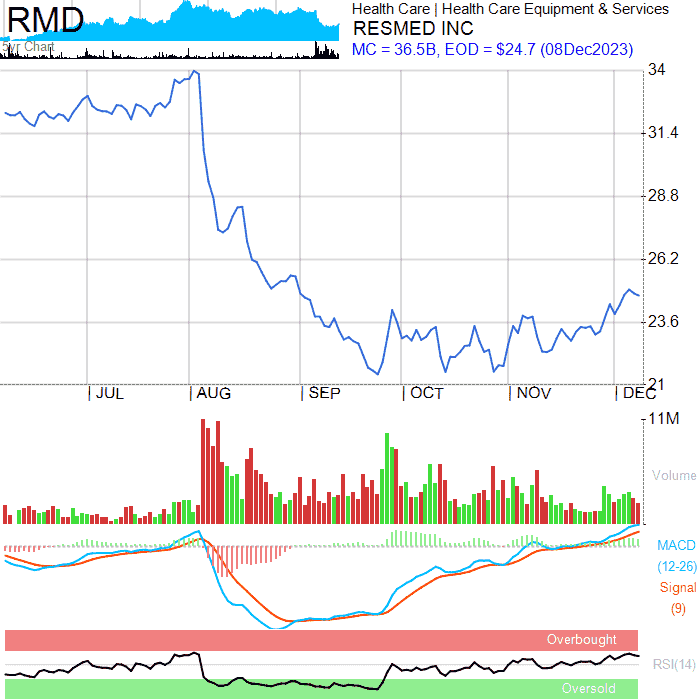 RMD
5yr Chart
Health Care | Health Care Equipment & Services
RESMED INC
MC = 36.5B, EOD = $24.7 (08Dec2023)
34
31.4
28.8
26.2
23.6
21
JUL
AUG
SEP
OCT
NOV
DEC
11M
Volume
MACD
(12-26)
Signal
(9)
Overbought
RSI(14)
Oversold